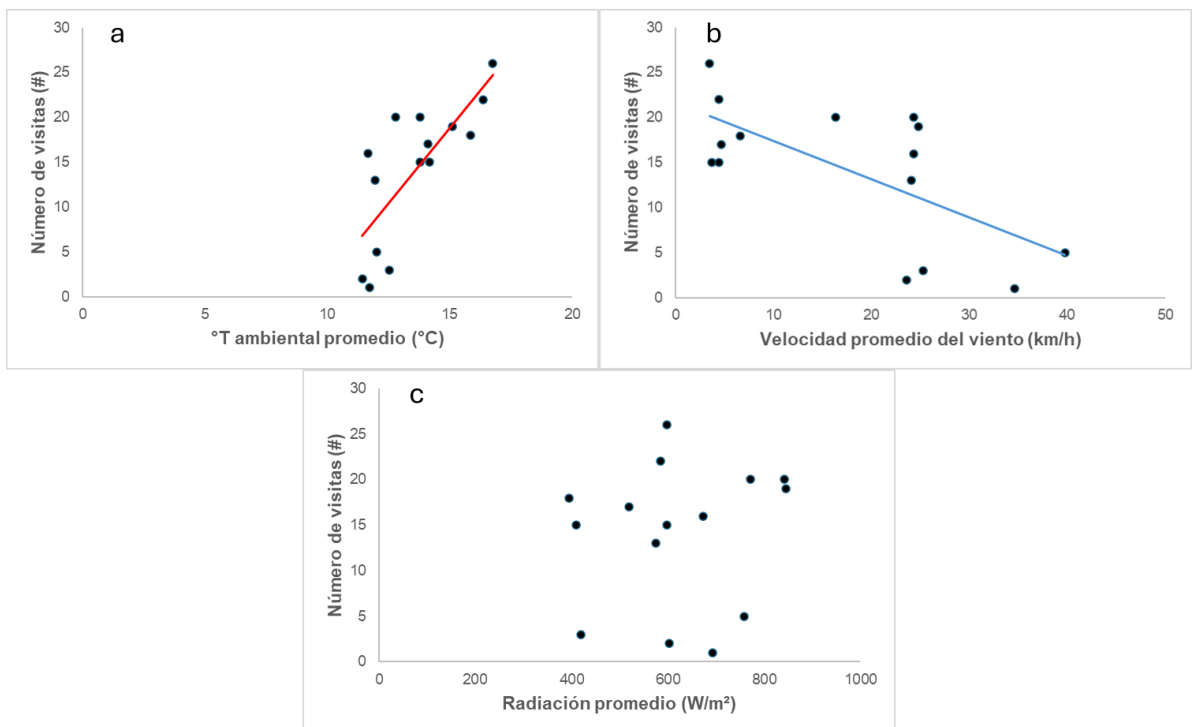 a
Número de visitas (#)
30
25
20
15
10
5
0
0 5 10 15 20
°T ambiental promedio (°C)
b
Número de visitas (#)
30
25
20
15
10
5
0
0 10 20 30 40 50
Velocidad promedio del viento (km/h)
c
Número de visitas (#)
30
25
20
15
10
5
0
0 200 400 600 800 1000
Radiación promedio (W/m²)